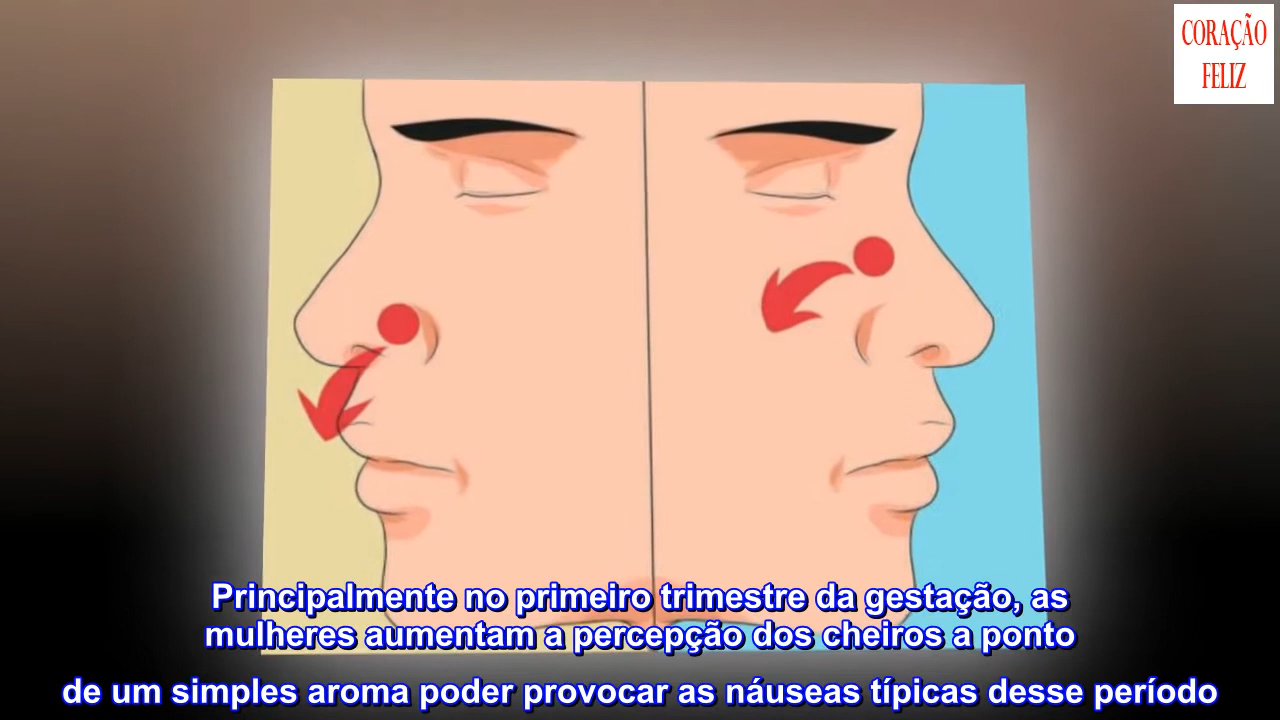 CORAÇÃO
FELIZ
Principalmente no primeiro trimestre da gestação, as
mulheres aumentam a percepção dos cheiros a ponto
de um simples aroma poder provocar as náuseas típicas desse período